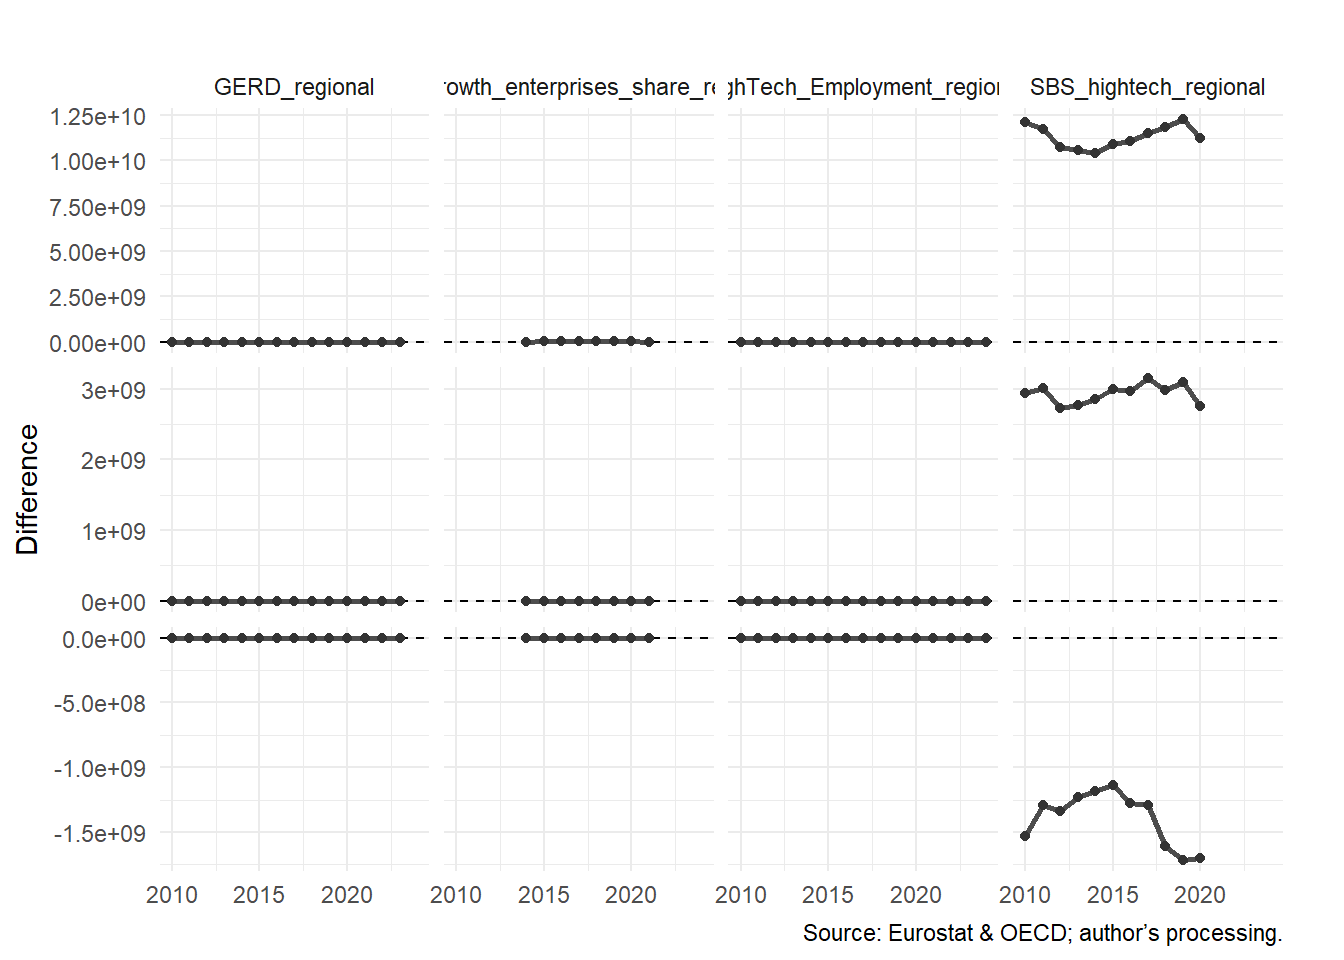 GERD_regional
rowth_enterprises_share_re
ghTech_Employment_region
SBS_hightech_regional
1.25e+10
1.00e+10
7.50e+09
5.00e+09
2.50e+09
0.00e+00
3e+09
2e+09
1e+09
0e+00
Difference
0.0e+00
-5.0e+08
-1.0e+09
-1.5e+09
2010 2015 2020 2010 2015 2020 2010 2015 2020 2010 2015 2020
Source: Eurostat & OECD; author’s processing.